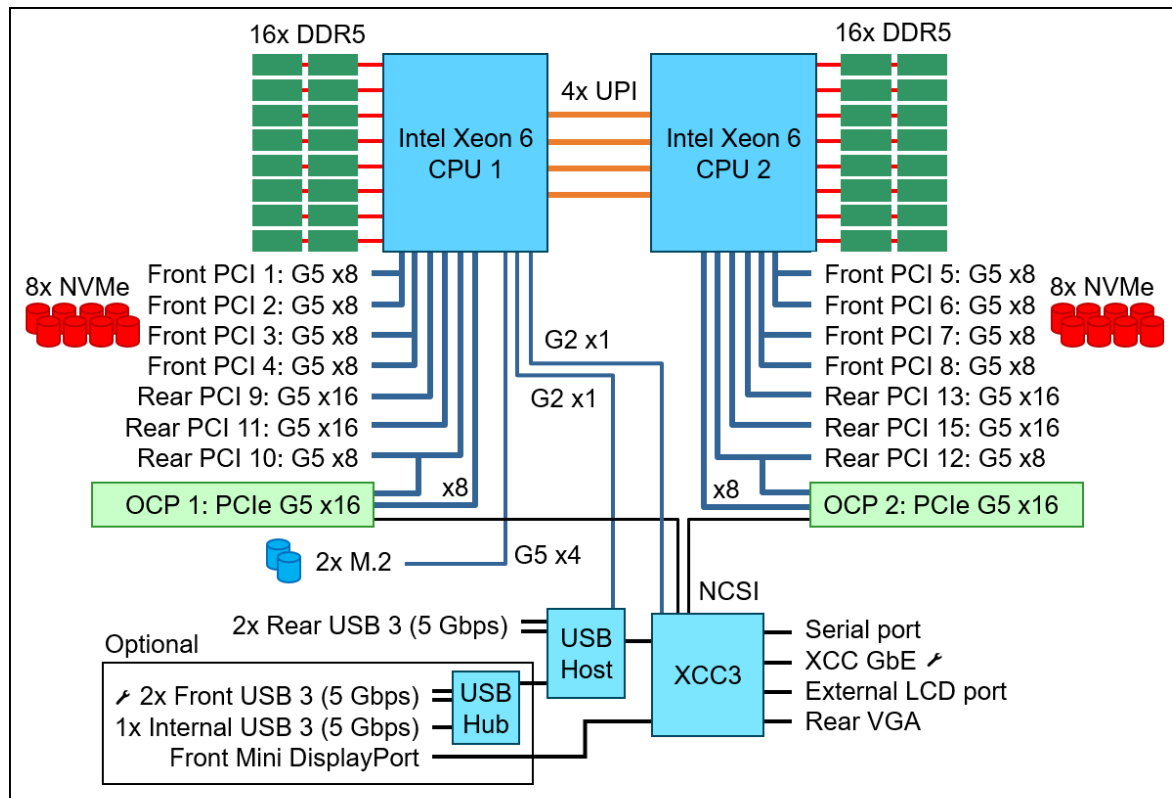 16x DDR5
16x DDR5
4x UPI
Intel Xeon 6
CPU 1
Intel Xeon 6
CPU 2
8x NVMe
Front PCI 1: G5 x8
Front PCI 2: G5 x8
Front PCI 3: G5 x8
Front PCI 4: G5 x8
Rear PCI 9: G5 x16
Rear PCI 11: G5 x16
Rear PCI 10: G5 x8
x8
OCP 1: PCIe G5 x16
G2 x1
G2 x1
Front PCI 5: G5 x8
Front PCI 6: G5 x8
Front PCI 7: G5 x8
Front PCI 8: G5 x8
Rear PCI 13: G5 x16
Rear PCI 15: G5 x16
Rear PCI 12: G5 x8
8x NVMe
x8
OCP 2: PCIe G5 x16
2x M.2
G5 x4
NCSI
2x Rear USB 3 (5 Gbps)
USB
Host
XCC3
Serial port
XCC GbE
External LCD port
Rear VGA
Optional
2x Front USB 3 (5 Gbps)
1x Internal USB 3 (5 Gbps)
USB
Hub
Front Mini DisplayPort